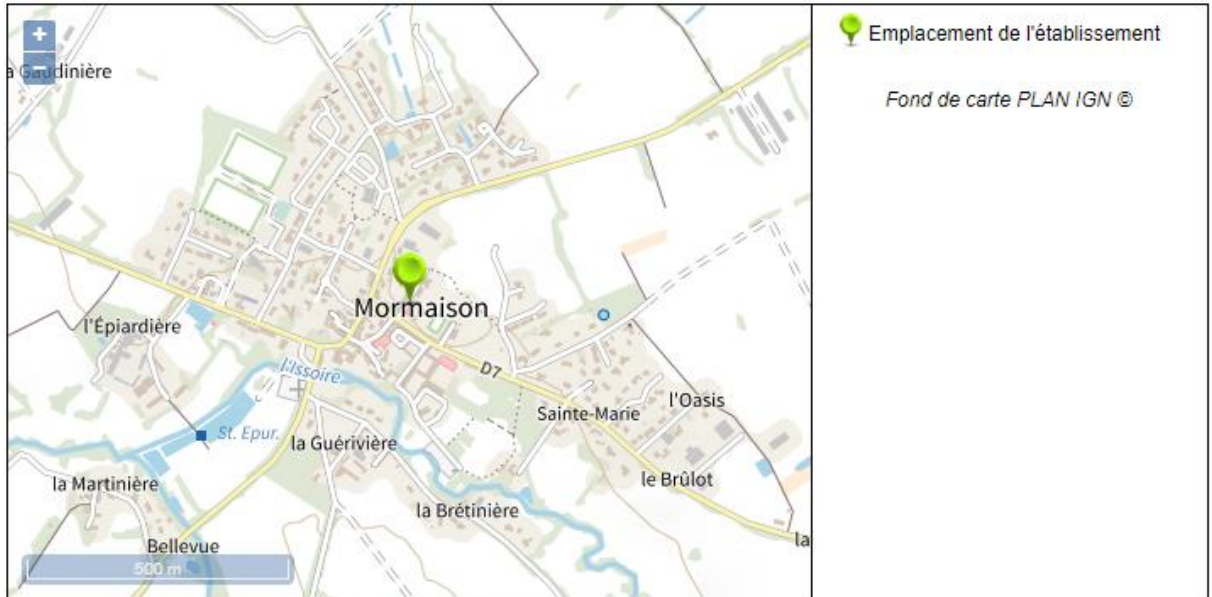 +
−
Gaudinière
Mormaison
l'Épiardière
l'Issoire
D7
Sainte-Marie
l'Oasis
St. Epur.
la Guérivière
le Brûlot
la Martinière
la Brétinière
Bellevue
la
500 m
Emplacement de l'établissement
Fond de carte PLAN IGN ©